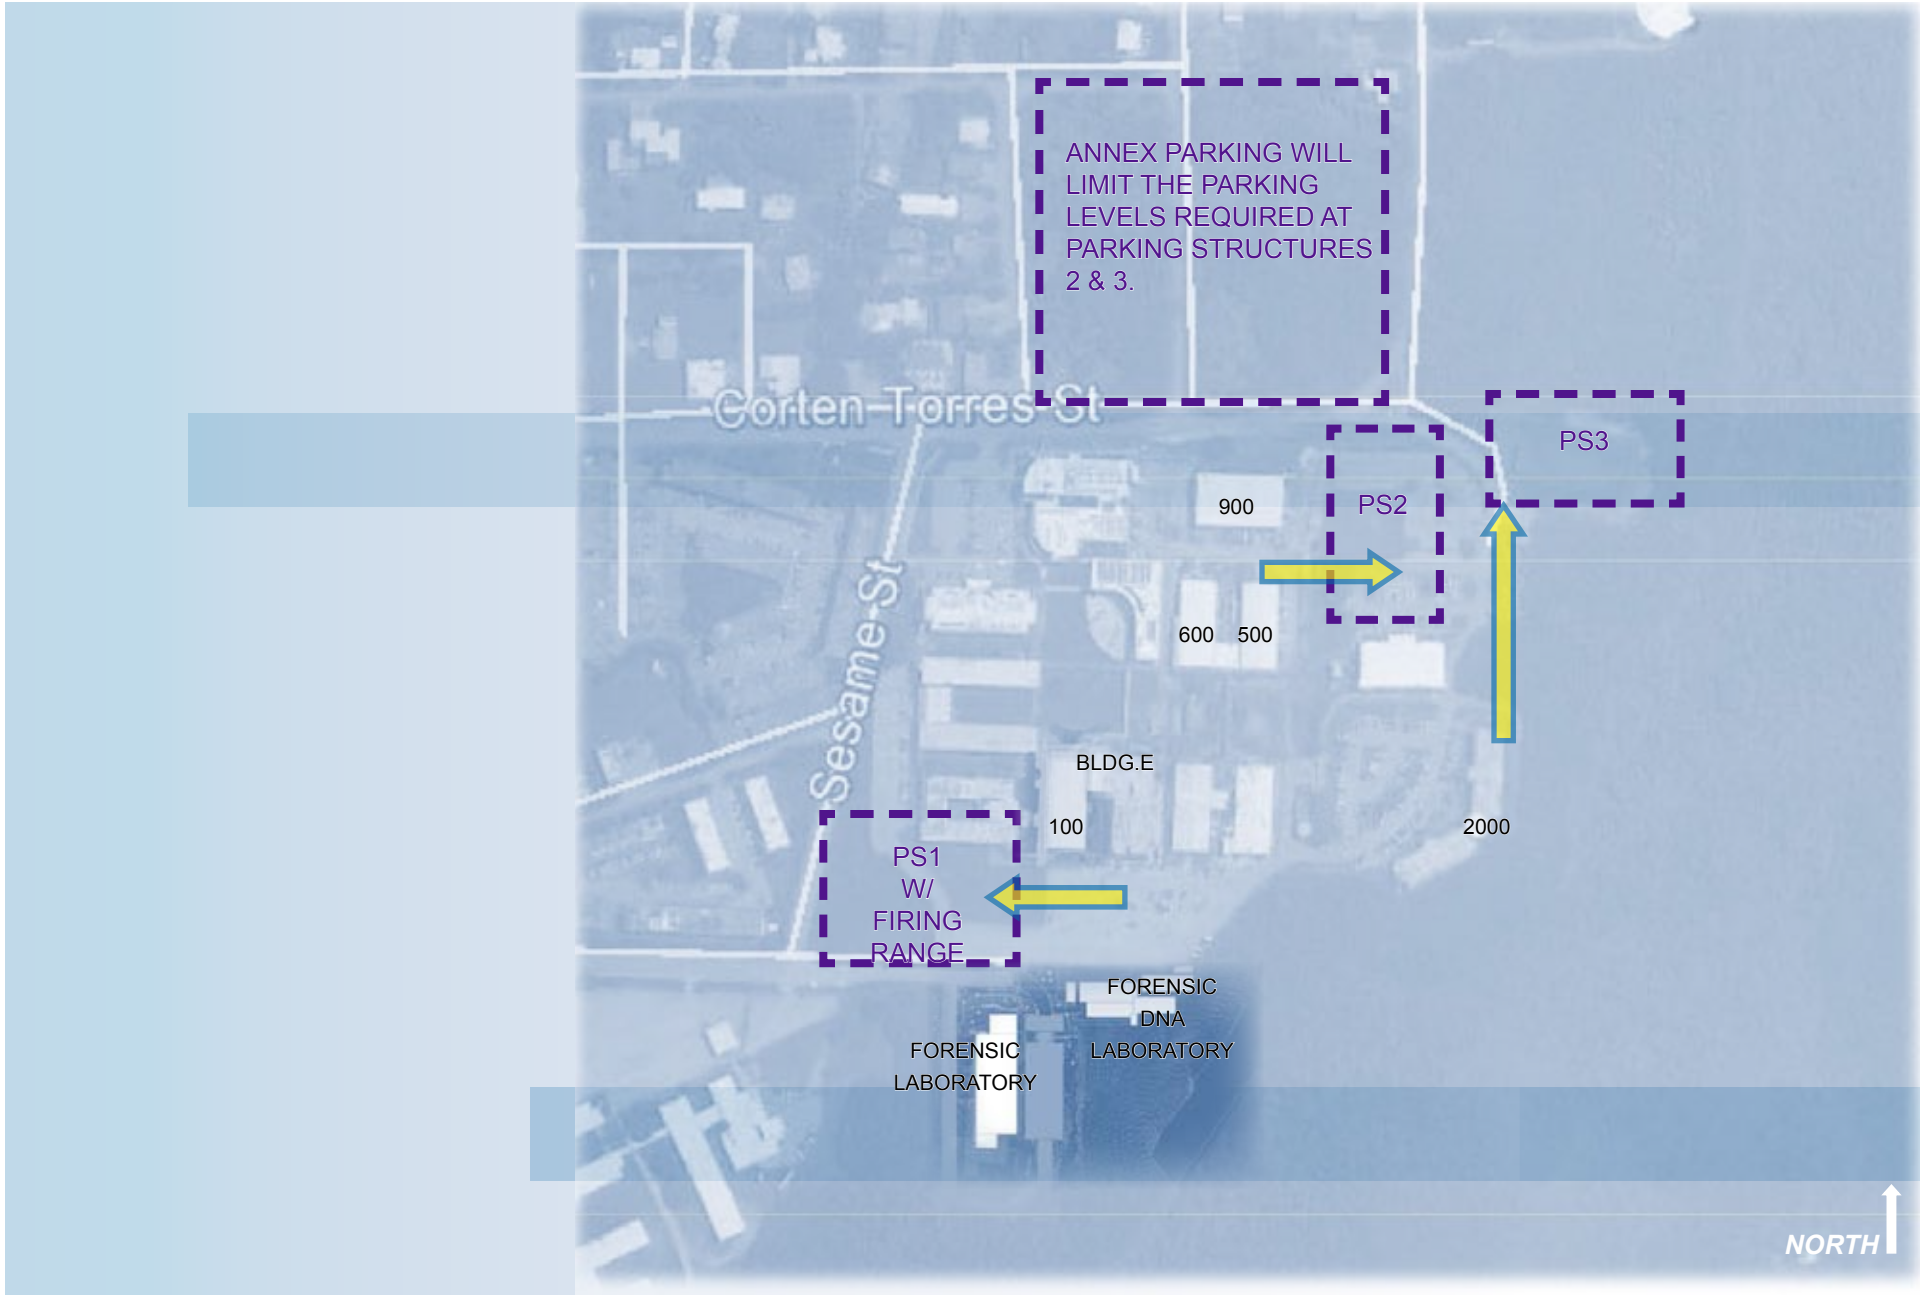 ANNEX PARKING WILL
LIMIT THE PARKING
LEVELS REQUIRED AT
PARKING STRUCTURES
2 & 3.
Corten Torres St
PS3
PS2
900
600
500
Sesame St
BLDG.E
100
2000
PS1
W/
FIRING
RANGE
FORENSIC
DNA
LABORATORY
FORENSIC
LABORATORY
NORTH